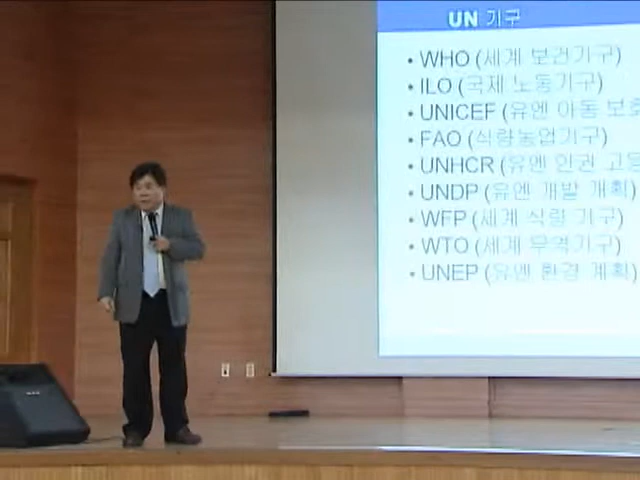 UN 기구
• WHO (세계 보건기구)
• ILO (국제 노동기구)
• UNICEF (유엔 아동 보호
• FAO (식량농업기구)
• UNHCR (유엔 인권 고등
• UNDP (유엔 개발 계획)
• WFP (세계 식량 기구)
• WTO (세계 무역기구)
• UNEP (유엔 환경 계획)